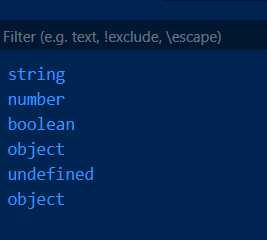 Filter (e.g. text, !exclude, \escape)
string
number
boolean
object
undefined
object